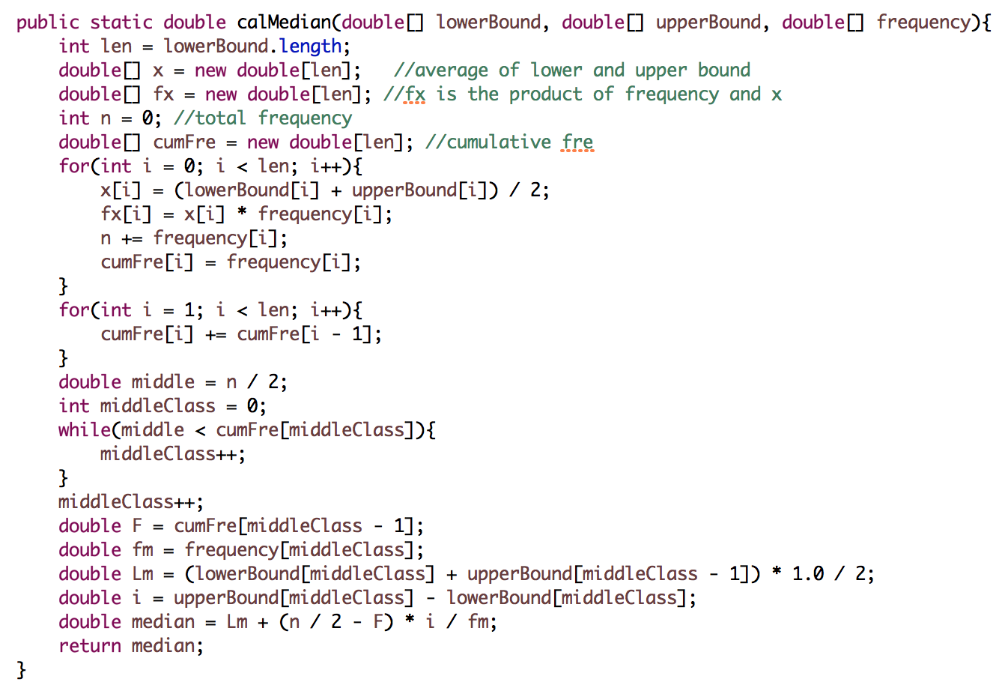 public static double calMedian(double[] lowerBound, double[] upperBound, double[] frequency){
    int len = lowerBound.length;
    double[] x = new double[len];   //average of lower and upper bound
    double[] fx = new double[len]; //fx is the product of frequency and x
    int n = 0; //total frequency
    double[] cumFre = new double[len]; //cumulative fre
    for(int i = 0; i < len; i++){
        x[i] = (lowerBound[i] + upperBound[i]) / 2;
        fx[i] = x[i] * frequency[i];
        n += frequency[i];
        cumFre[i] = frequency[i];
    }
    for(int i = 1; i < len; i++){
        cumFre[i] += cumFre[i - 1];
    }
    double middle = n / 2;
    int middleClass = 0;
    while(middle < cumFre[middleClass]){
        middleClass++;
    }
    middleClass++;
    double F = cumFre[middleClass - 1];
    double fm = frequency[middleClass];
    double Lm = (lowerBound[middleClass] + upperBound[middleClass - 1]) * 1.0 / 2;
    double i = upperBound[middleClass] - lowerBound[middleClass];
    double median = Lm + (n / 2 - F) * i / fm;
    return median;
}